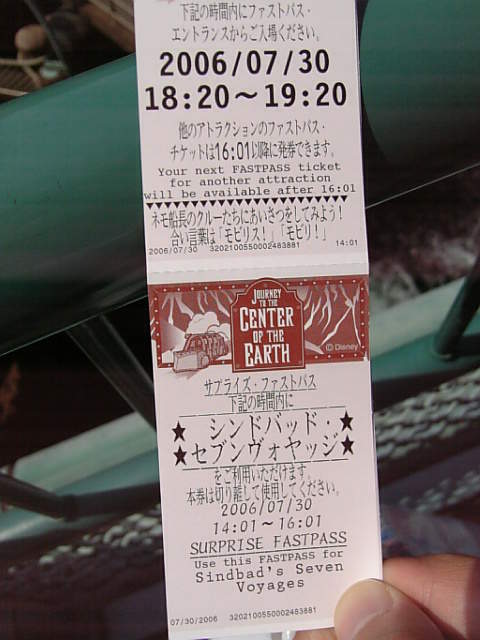 下記の時間内にファストパス・
エントランスからご入場ください。
2006/07/30
18:20～19:20
他のアトラクションのファストパス・
チケットは16:01以降に発券できます。
Your next FASTPASS ticket
for another attraction
will be available after 16:01
ネモ船長のクルーたちにあいさつをしてみよう！
合い言葉は「モビリス！」「モビリ！」
2006/07/30 3202100550002483881 14:01
JOURNEY
TO THE
CENTER
OF THE
EARTH
© Disney
サプライズ・ファストパス
下記の時間内に
★ シンドバッド・ ★
★ セブンヴォヤッジ ★
をご利用いただけます。
本券は切り離して使用してください。
2006/07/30
14:01～16:01
SURPRISE FASTPASS
Use this FASTPASS for
Sindbad's Seven
Voyages
07/30/2006 3202100550002483881